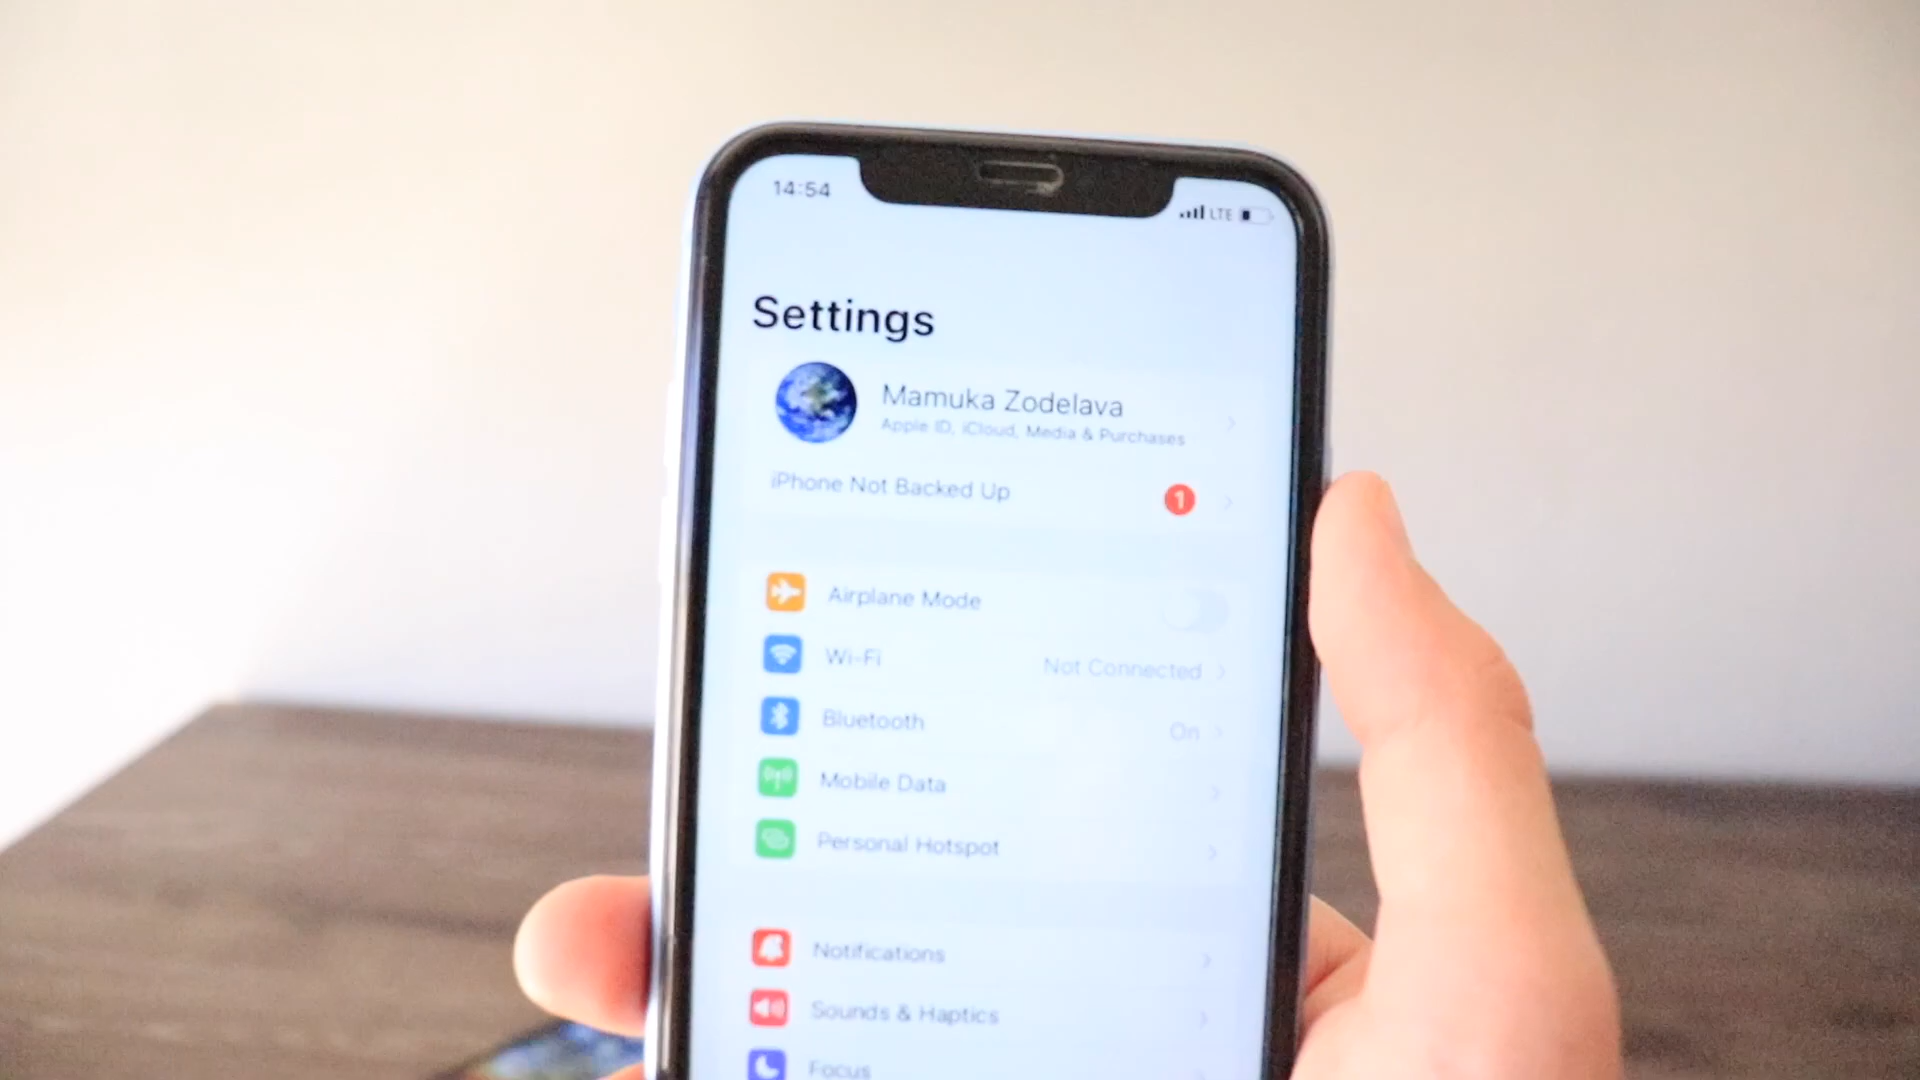 14:54
LTE
Settings
Mamuka Zodelava
Apple ID, iCloud, Media & Purchases
iPhone Not Backed Up 1
Airplane Mode
Wi-Fi Not Connected
Bluetooth On
Mobile Data
Personal Hotspot
Notifications
Sounds & Haptics
Focus